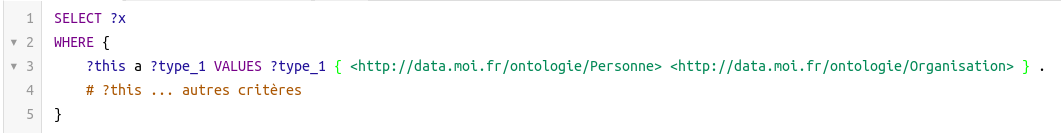 1 SELECT ?x
2 WHERE {
3 ?this a ?type_1 VALUES ?type_1 { <http://data.moi.fr/ontologie/Personne> <http://data.moi.fr/ontologie/Organisation> } .
4 # ?this ... autres critères
5 }